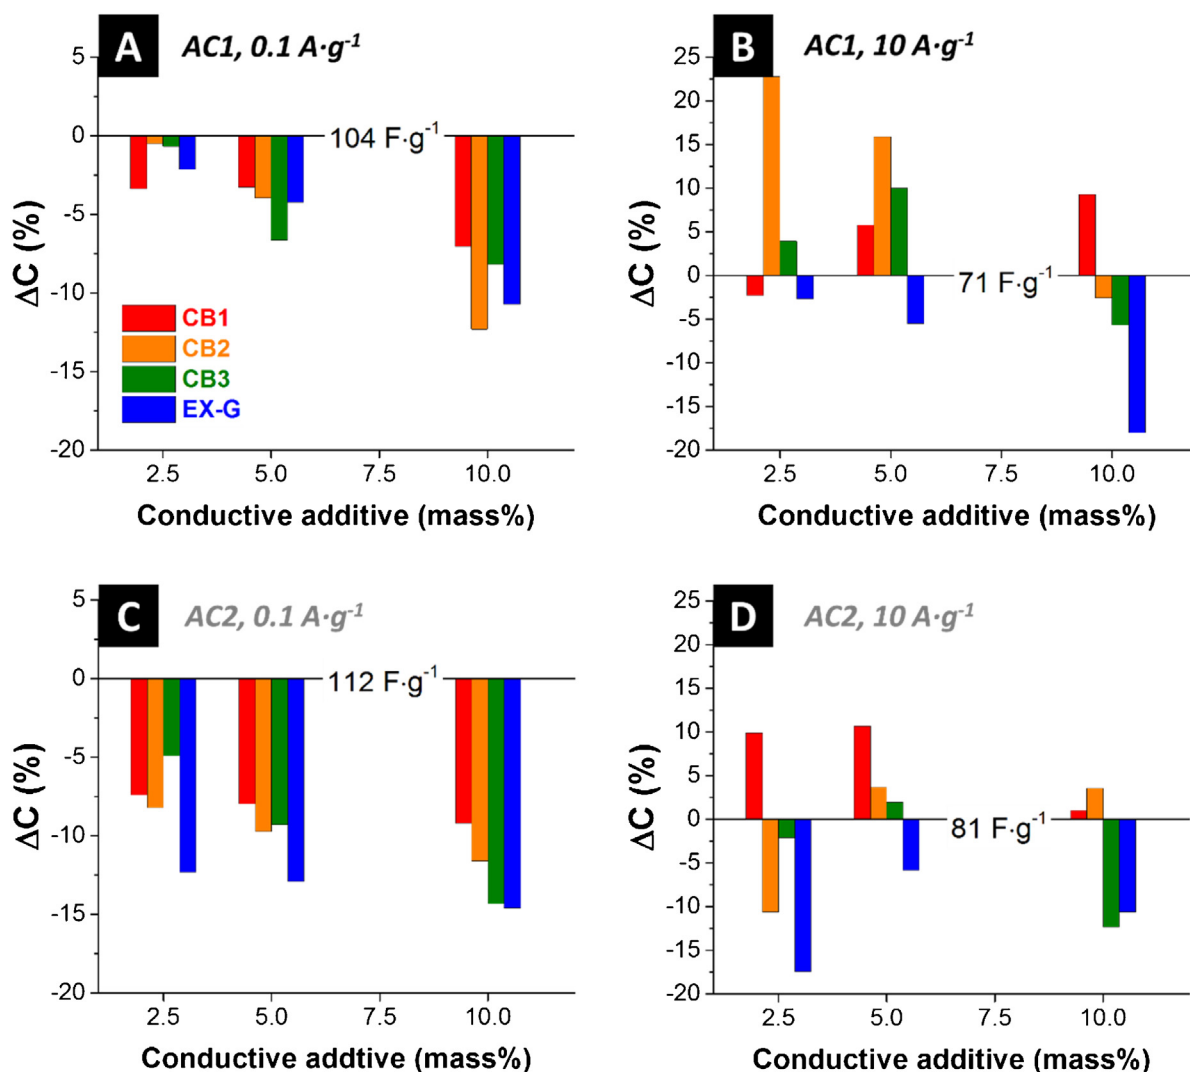 A
AC1, 0.1 A·g-1
5
0
-5
-10
-15
-20
104 F·g-1
CB1
CB2
CB3
EX-G
2.5 5.0 7.5 10.0
Conductive additive (mass%)
ΔC (%)
B
AC1, 10 A·g-1
25
20
15
10
5
0
-5
-10
-15
-20
71 F·g-1
2.5 5.0 7.5 10.0
Conductive additive (mass%)
ΔC (%)
C
AC2, 0.1 A·g-1
5
0
-5
-10
-15
-20
112 F·g-1
2.5 5.0 7.5 10.0
Conductive addtive (mass%)
ΔC (%)
D
AC2, 10 A·g-1
25
20
15
10
5
0
-5
-10
-15
-20
81 F·g-1
2.5 5.0 7.5 10.0
Conductive additive (mass%)
ΔC (%)